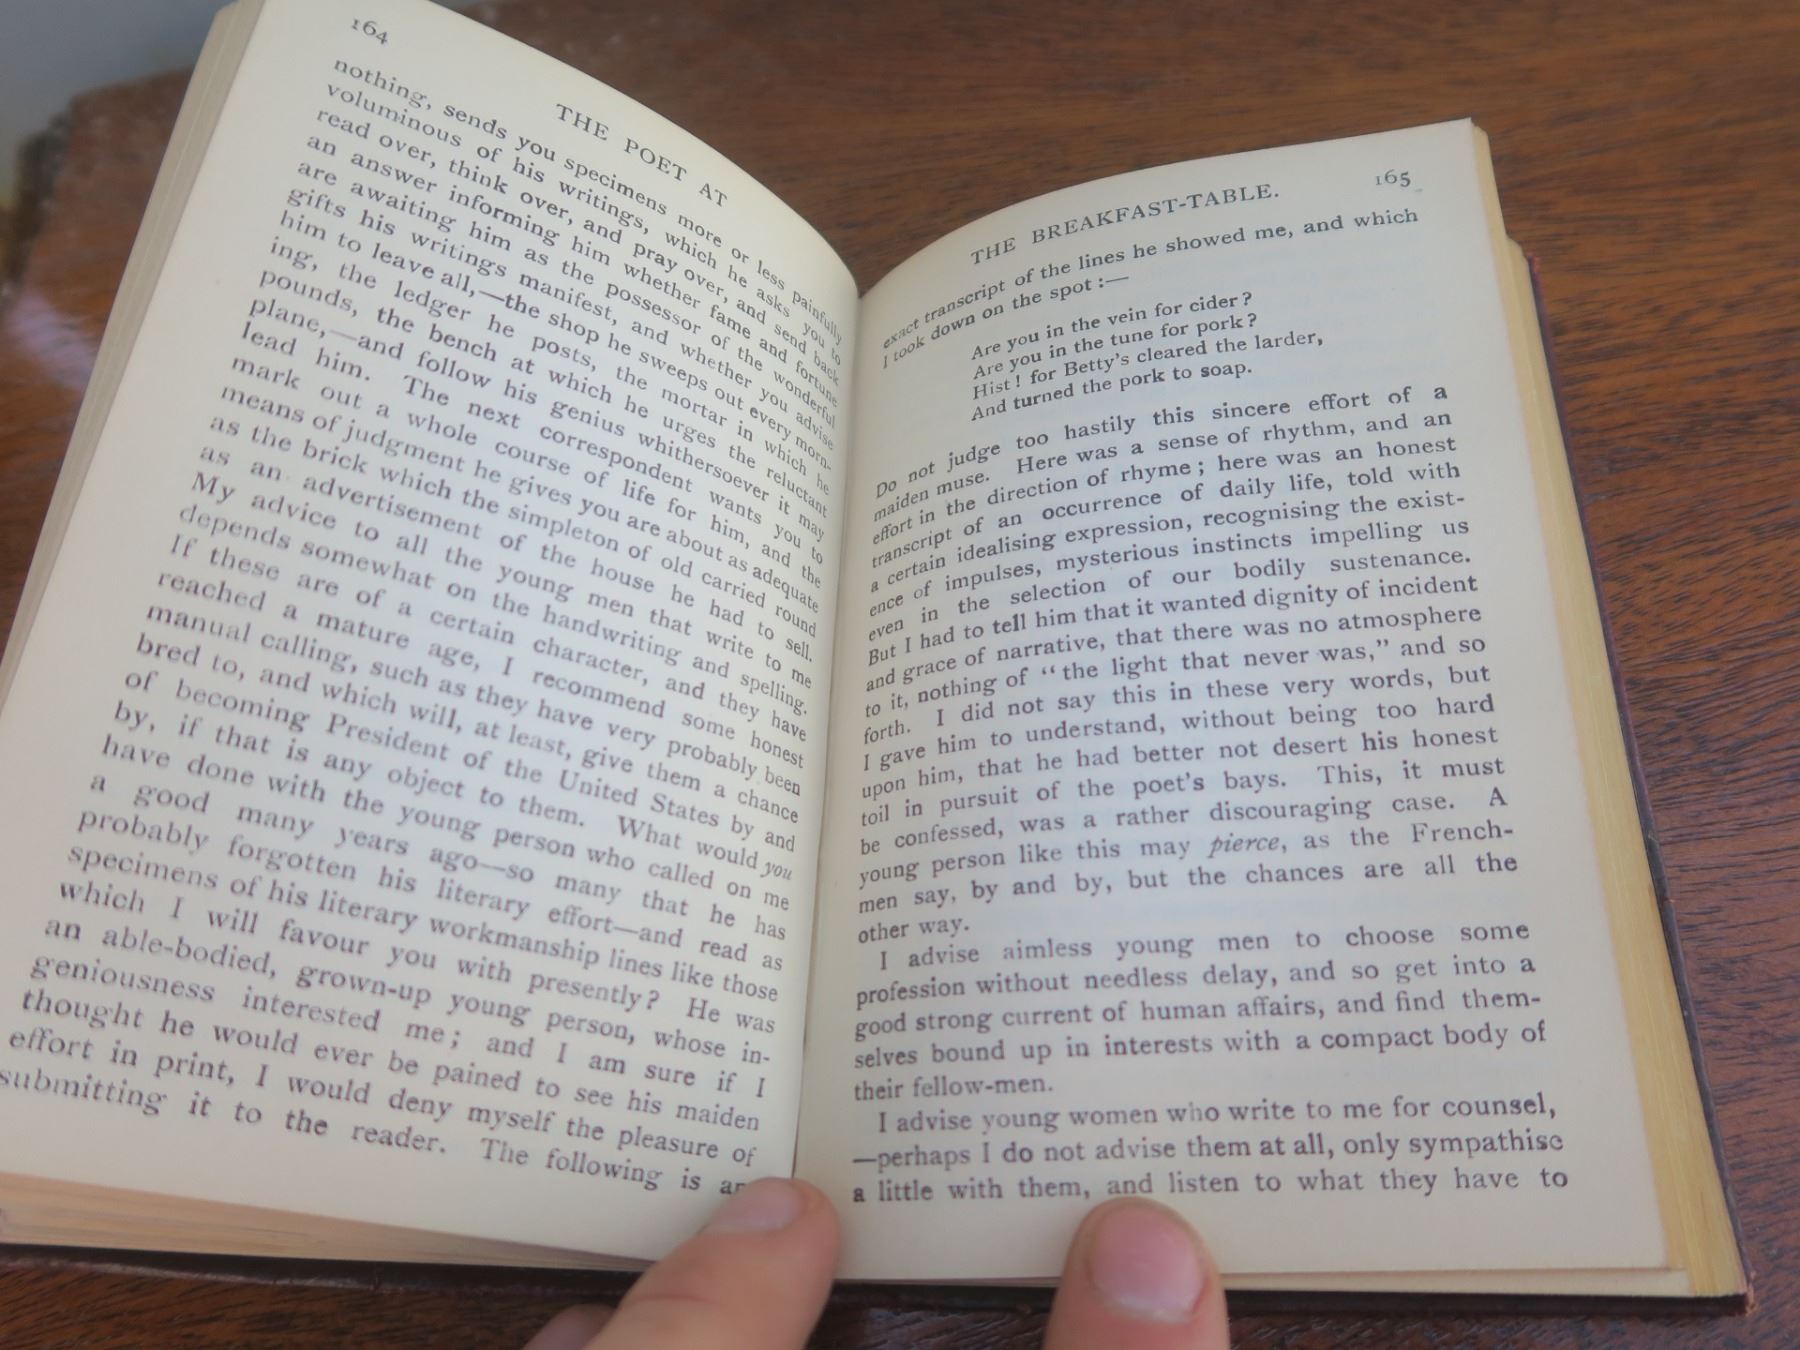 164
THE POET AT
nothing, sends you specimens more or less painfully
voluminous of his writings, which he asks you to
read over, think over, and pray over, and send back
an answer informing him whether fame and fortune
are awaiting him as the possessor of the wonderful
gifts his writings manifest, and whether you advise
him to leave all,—the shop he sweeps out every morn-
ing, the ledger he posts, the mortar in which he
pounds, the bench at which he urges the reluctant
plane,—and follow his genius whithersoever it may
lead him. The next correspondent wants you to
mark out a whole course of life for him, and the
means of judgment he gives you are about as adequate
as the brick which the simpleton of old carried round
as an advertisement of the house he had to sell.
My advice to all the young men that write to me
depends somewhat on the handwriting and spelling.
If these are of a certain character, and they have
reached a mature age, I recommend some honest
manual calling, such as they have very probably been
bred to, and which will, at least, give them a chance
of becoming President of the United States by and
by, if that is any object to them. What would you
have done with the young person who called on me
a good many years ago—so many that he has
probably forgotten his literary effort—and read as
specimens of his literary workmanship lines like those
which I will favour you with presently? He was
an able-bodied, grown-up young person, whose in-
geniousness interested me; and I am sure if I
thought he would ever be pained to see his maiden
effort in print, I would deny myself the pleasure of
submitting it to the reader. The following is an
THE BREAKFAST-TABLE.
165
exact transcript of the lines he showed me, and which
I took down on the spot:—
Are you in the vein for cider?
Are you in the tune for pork?
Hist! for Betty's cleared the larder,
And turned the pork to soap.
Do not judge too hastily this sincere effort of a
maiden muse. Here was a sense of rhythm, and an
effort in the direction of rhyme; here was an honest
transcript of an occurrence of daily life, told with
a certain idealising expression, recognising the exist-
ence of impulses, mysterious instincts impelling us
even in the selection of our bodily sustenance.
But I had to tell him that it wanted dignity of incident
and grace of narrative, that there was no atmosphere
to it, nothing of "the light that never was," and so
forth. I did not say this in these very words, but
I gave him to understand, without being too hard
upon him, that he had better not desert his honest
toil in pursuit of the poet's bays. This, it must
be confessed, was a rather discouraging case. A
young person like this may pierce, as the French-
men say, by and by, but the chances are all the
other way.
I advise aimless young men to choose some
profession without needless delay, and so get into a
good strong current of human affairs, and find them-
selves bound up in interests with a compact body of
their fellow-men.
I advise young women who write to me for counsel,
—perhaps I do not advise them at all, only sympathise
a little with them, and listen to what they have to